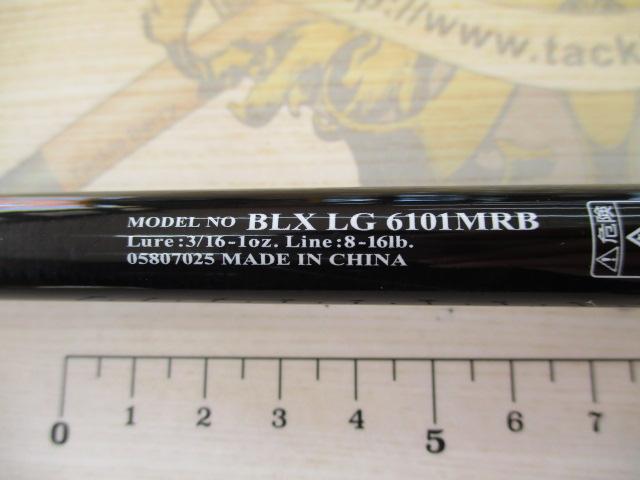 http://www.tack
MODEL NO BLX LG 6101MRB
Lure:3/16-1oz. Line:8-16lb.
05807025 MADE IN CHINA
危険
0 1 2 3 4 5 6 7